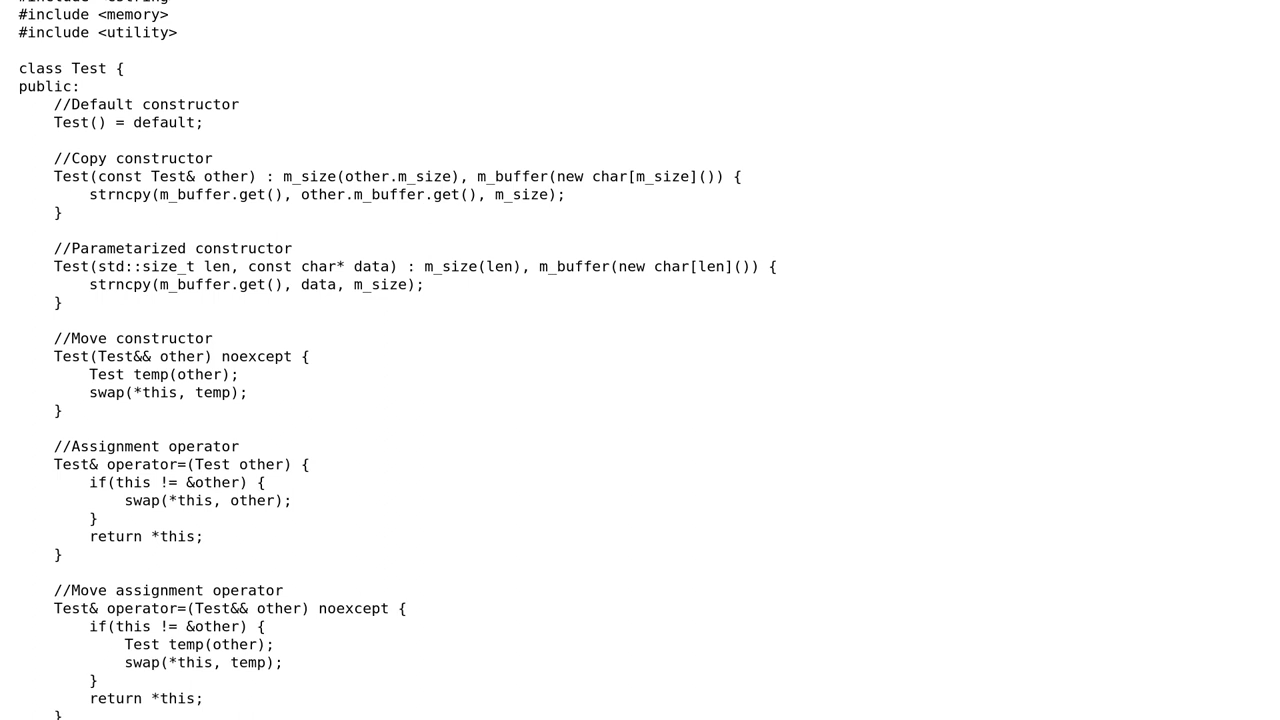 #include <memory>
#include <utility>

class Test {
public:
    //Default constructor
    Test() = default;

    //Copy constructor
    Test(const Test& other) : m_size(other.m_size), m_buffer(new char[m_size]()) {
        strncpy(m_buffer.get(), other.m_buffer.get(), m_size);
    }

    //Parametarized constructor
    Test(std::size_t len, const char* data) : m_size(len), m_buffer(new char[len]()) {
        strncpy(m_buffer.get(), data, m_size);
    }

    //Move constructor
    Test(Test&& other) noexcept {
        Test temp(other);
        swap(*this, temp);
    }

    //Assignment operator
    Test& operator=(Test other) {
        if(this != &other) {
            swap(*this, other);
        }
        return *this;
    }

    //Move assignment operator
    Test& operator=(Test&& other) noexcept {
        if(this != &other) {
            Test temp(other);
            swap(*this, temp);
        }
        return *this;
    }